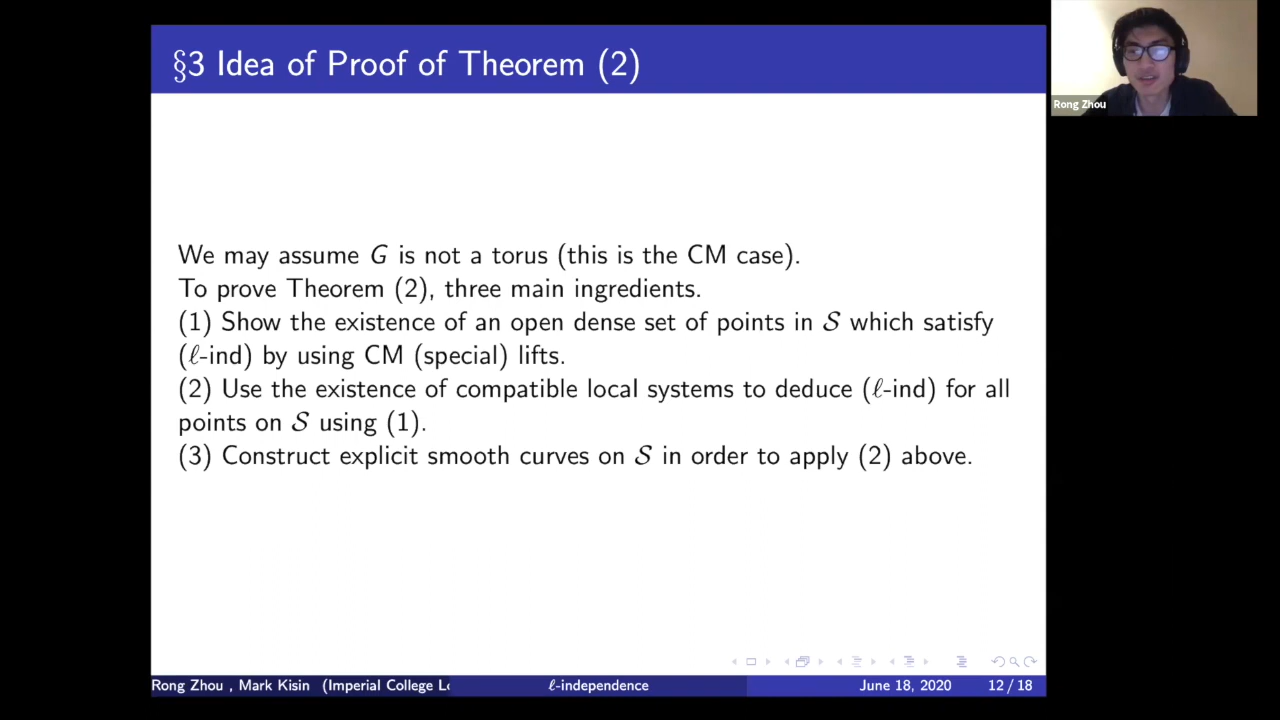 §3 Idea of Proof of Theorem (2)
Rong Zhou
We may assume G is not a torus (this is the CM case).
To prove Theorem (2), three main ingredients.
(1) Show the existence of an open dense set of points in 𝒮 which satisfy
(ℓ-ind) by using CM (special) lifts.
(2) Use the existence of compatible local systems to deduce (ℓ-ind) for all
points on 𝒮 using (1).
(3) Construct explicit smooth curves on 𝒮 in order to apply (2) above.
Rong Zhou , Mark Kisin (Imperial College Lo
ℓ-independence
June 18, 2020
12 / 18